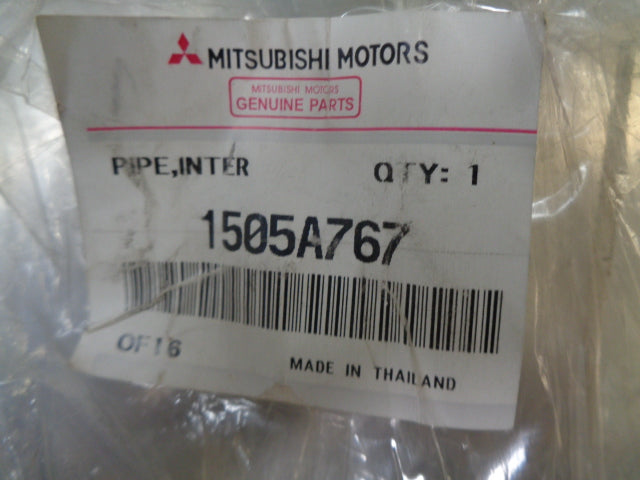 MITSUBISHI MOTORS
MITSUBISHI MOTORS
GENUINE PARTS
PIPE,INTER QTY: 1
1505A767
OF16
MADE IN THAILAND